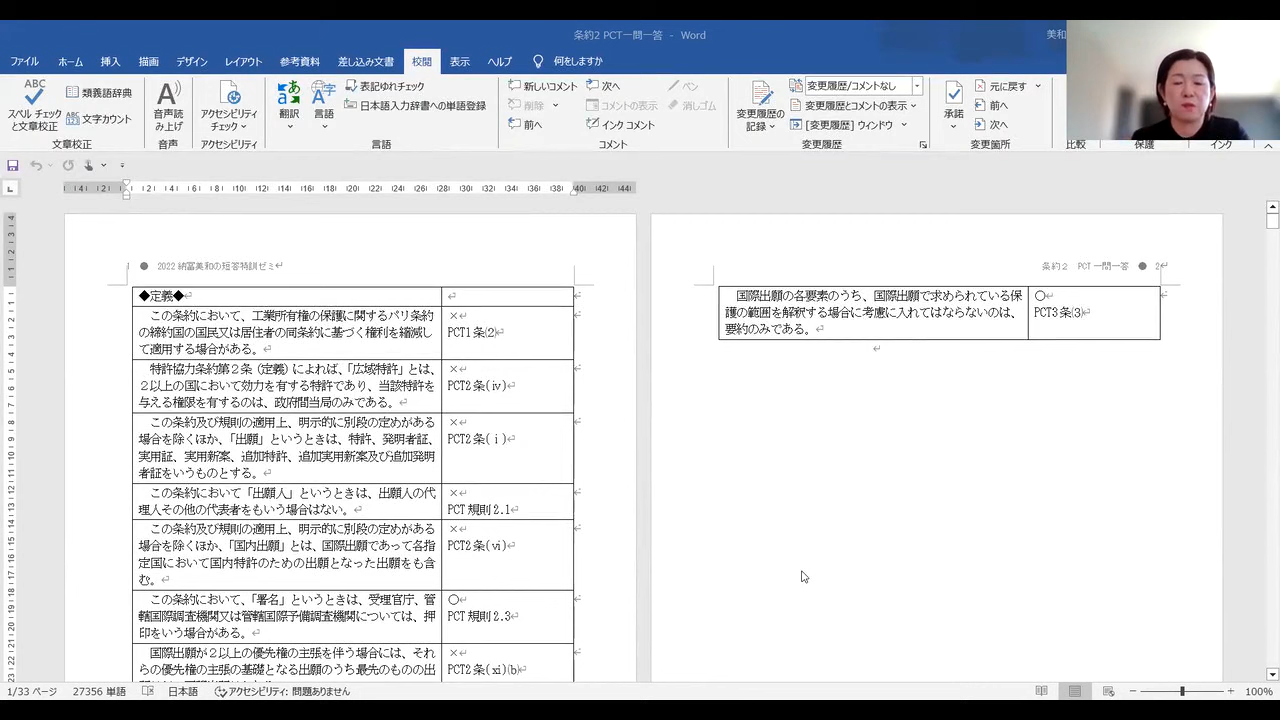 条約2 PCT一問一答 - Word
美和
ファイル ホーム 挿入 描画 デザイン レイアウト 参考資料 差し込み文書 校閲 表示 ヘルプ 何をしますか
スペル チェックと文章校正
類義語辞典
文字カウント
文章校正
音声読み上げ
音声
アクセシビリティチェック
アクセシビリティ
翻訳
言語
表記ゆれチェック
日本語入力辞書への単語登録
言語
新しいコメント
削除
前へ
次へ
コメントの表示
インク コメント
ペン
消しゴム
コメント
変更履歴の記録
変更履歴/コメントなし
変更履歴とコメントの表示
[変更履歴] ウィンドウ
変更履歴
承諾
元に戻す
前へ
次へ
変更箇所
比較
保護
インク
2022 納冨美和の短答特訓ゼミ
◆定義◆
この条約において、工業所有権の保護に関するパリ条約
の締約国の国民又は居住者の同条約に基づく権利を縮減し
て適用する場合がある。
×
PCT1条(2)
特許協力条約第2条（定義）によれば、「広域特許」とは、
２以上の国において効力を有する特許であり、当該特許を
与える権限を有するのは、政府間当局のみである。
×
PCT2条(ⅳ)
この条約及び規則の適用上、明示的に別段の定めがある
場合を除くほか、「出願」というときは、特許、発明者証、
実用証、実用新案、追加特許、追加実用新案及び追加発明
者証をいうものとする。
×
PCT2条(ⅰ)
この条約において「出願人」というときは、出願人の代
理人その他の代表者をもいう場合はない。
×
PCT規則2.1
この条約及び規則の適用上、明示的に別段の定めがある
場合を除くほか、「国内出願」とは、国際出願であって各指
定国において国内特許のための出願となった出願をも含
む。
×
PCT2条(ⅵ)
この条約において、「署名」というときは、受理官庁、管
轄国際調査機関又は管轄国際予備調査機関については、押
印をいう場合がある。
○
PCT規則2.3
国際出願が２以上の優先権の主張を伴う場合には、それ
らの優先権の主張の基礎となる出願のうち最先のものの出
×
PCT2条(xi)(b)
条約２ PCT一問一答 ● 2
国際出願の各要素のうち、国際出願で求められている保
護の範囲を解釈する場合に考慮に入れてはならないのは、
要約のみである。
○
PCT3条(3)
1/33 ページ 27356 単語 日本語 アクセシビリティ: 問題ありません 100%